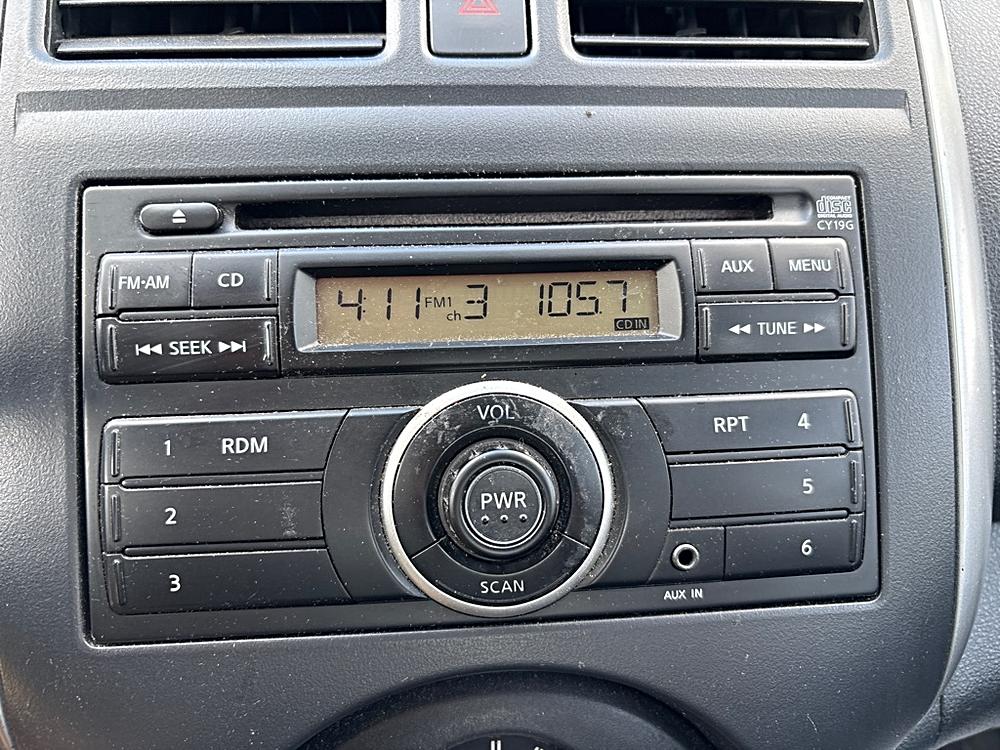 COMPACT
disc
DIGITAL AUDIO
CY19G
FM·AM CD
4:11 FM1 ch 3 105.7
CD IN
AUX MENU
SEEK
TUNE
VOL
1 RDM
RPT 4
2
PWR
5
3
SCAN
6
AUX IN